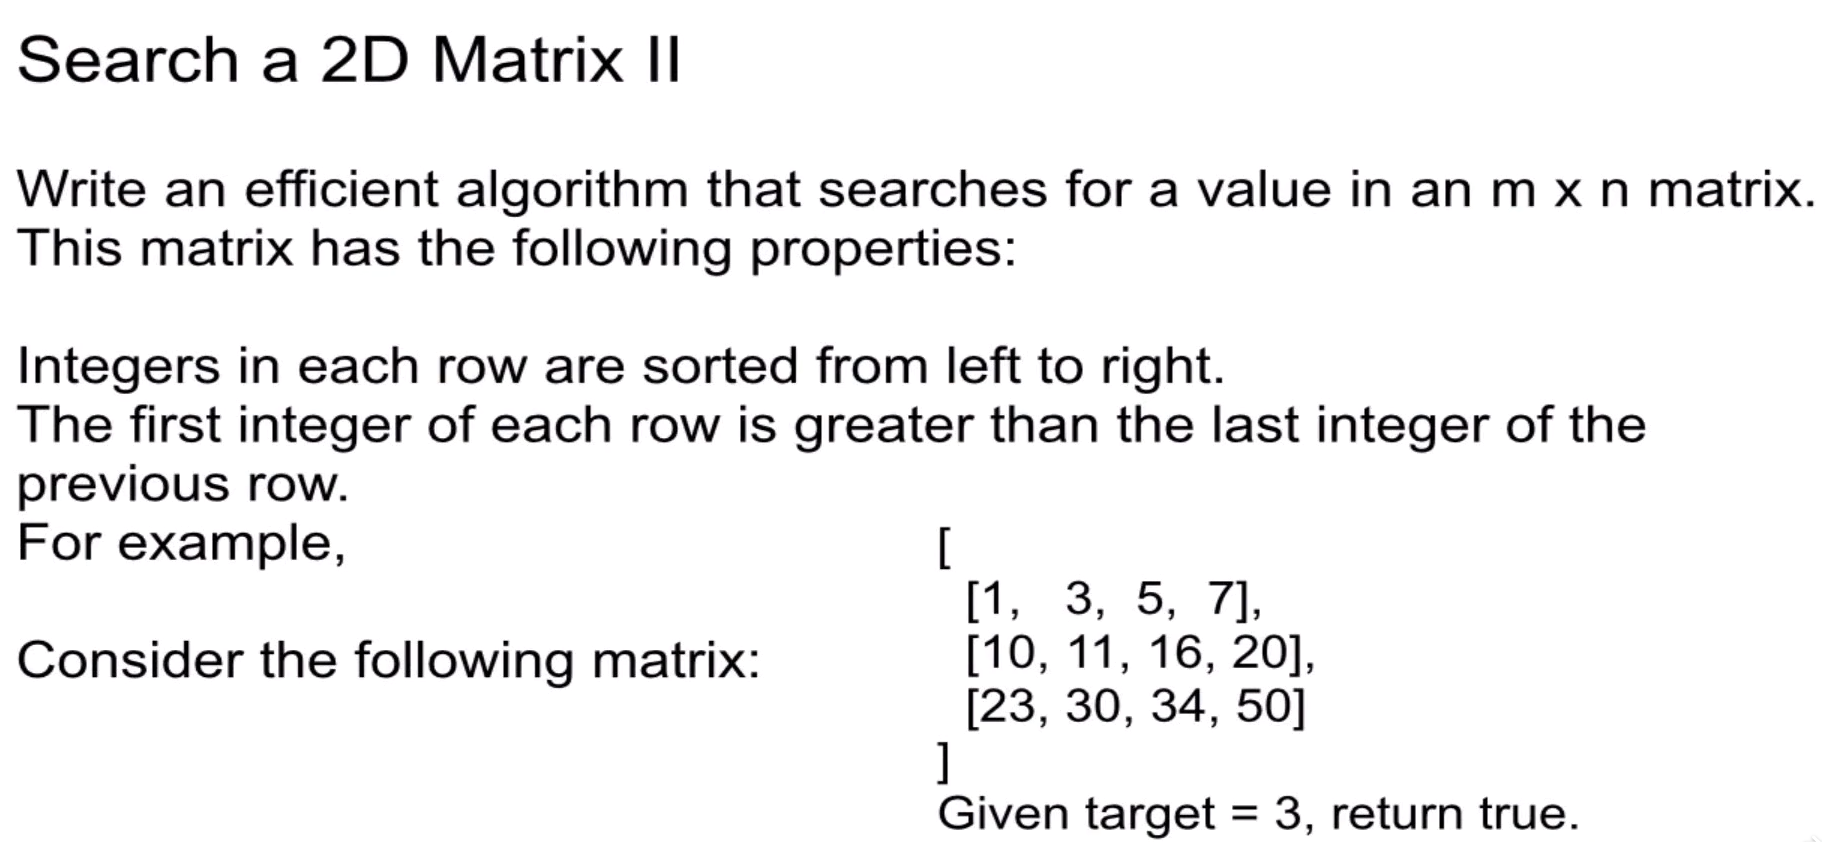 Search a 2D Matrix II
Write an efficient algorithm that searches for a value in an m x n matrix.
This matrix has the following properties:
Integers in each row are sorted from left to right.
The first integer of each row is greater than the last integer of the
previous row.
For example,
Consider the following matrix:
[
[1, 3, 5, 7],
[10, 11, 16, 20],
[23, 30, 34, 50]
]
Given target = 3, return true.